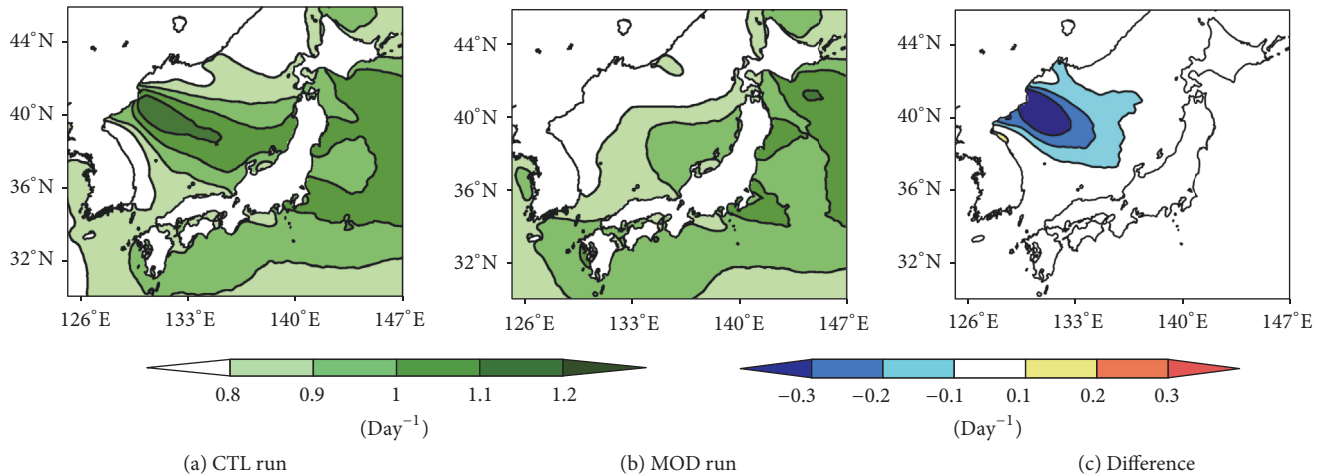 44°N
40°N
36°N
32°N
126°E
133°E
140°E
147°E
44°N
40°N
36°N
32°N
126°E
133°E
140°E
147°E
44°N
40°N
36°N
32°N
126°E
133°E
140°E
147°E
0.8
0.9
1
1.1
1.2
(Day⁻¹)
−0.3
−0.2
−0.1
0.1
0.2
0.3
(Day⁻¹)
(a) CTL run
(b) MOD run
(c) Difference